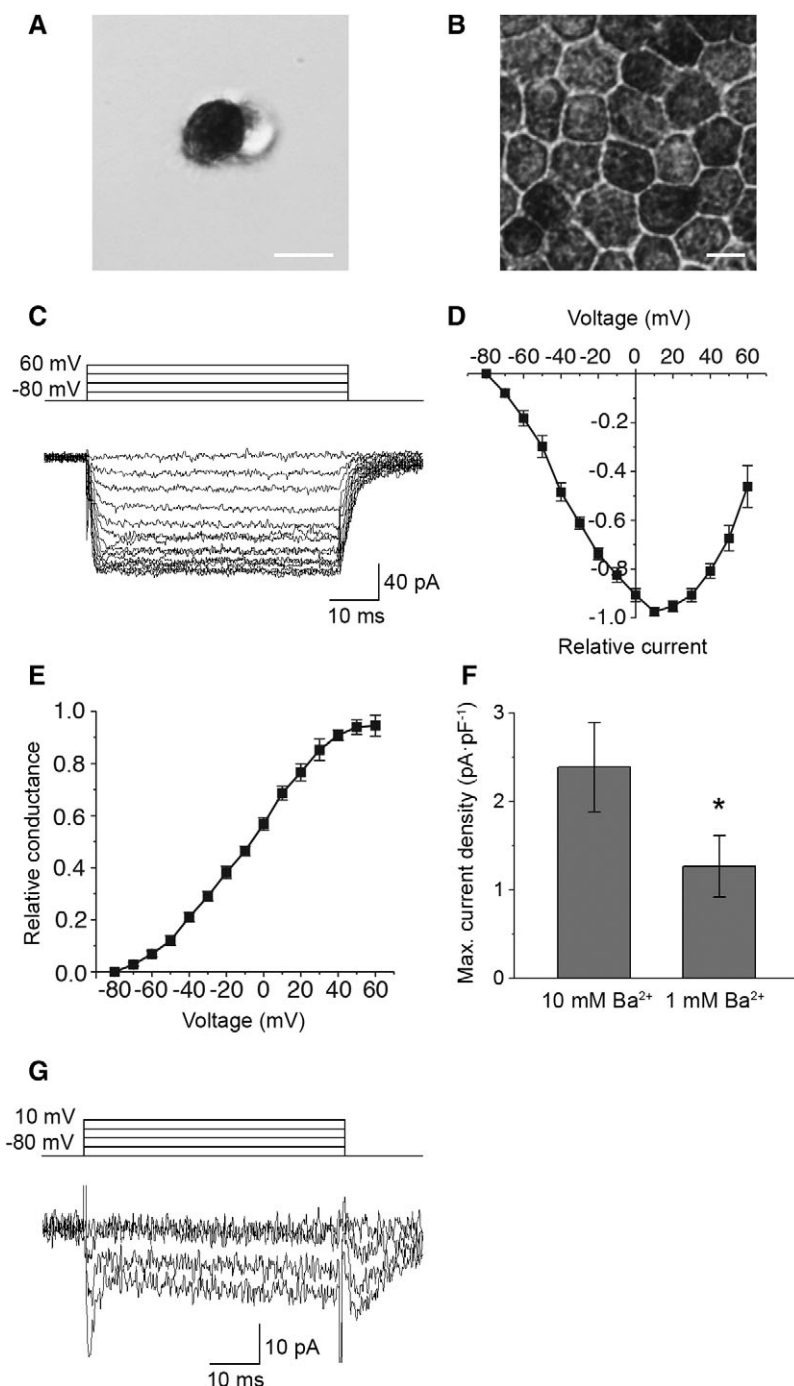 A
B
C
60 mV
-80 mV
40 pA
10 ms
D
Voltage (mV)
-80 -60 -40 -20 0 20 40 60
-0.2
-0.4
-0.6
-0.8
-1.0
Relative current
E
Relative conductance
1.0
0.8
0.6
0.4
0.2
0.0
-80 -60 -40 -20 0 20 40 60
Voltage (mV)
F
Max. current density (pA·pF⁻¹)
3
2
1
0
*
10 mM Ba²⁺ 1 mM Ba²⁺
G
10 mV
-80 mV
10 pA
10 ms